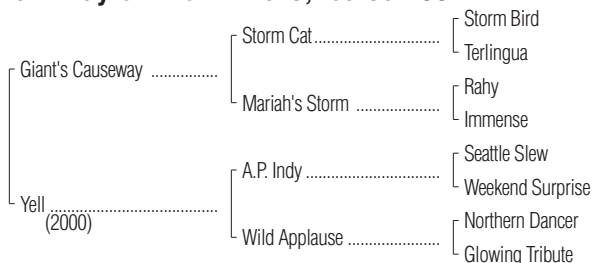 Storm Bird
Storm Cat
Terlingua
Giant's Causeway
Rahy
Mariah's Storm
Immense
Seattle Slew
A.P. Indy
Weekend Surprise
Yell
(2000)
Northern Dancer
Wild Applause
Glowing Tribute